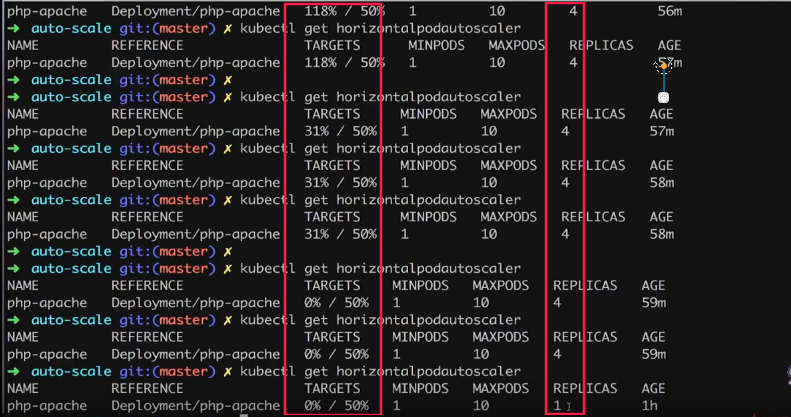 php-apache Deployment/php-apache 118% / 50% 1 10 4 56m
➜ auto-scale git:(master) ✗ kubectl get horizontalpodautoscaler
NAME REFERENCE TARGETS MINPODS MAXPODS REPLICAS AGE
php-apache Deployment/php-apache 118% / 50% 1 10 4 57m
➜ auto-scale git:(master) ✗
➜ auto-scale git:(master) ✗ kubectl get horizontalpodautoscaler
NAME REFERENCE TARGETS MINPODS MAXPODS REPLICAS AGE
php-apache Deployment/php-apache 31% / 50% 1 10 4 57m
➜ auto-scale git:(master) ✗ kubectl get horizontalpodautoscaler
NAME REFERENCE TARGETS MINPODS MAXPODS REPLICAS AGE
php-apache Deployment/php-apache 31% / 50% 1 10 4 58m
➜ auto-scale git:(master) ✗ kubectl get horizontalpodautoscaler
NAME REFERENCE TARGETS MINPODS MAXPODS REPLICAS AGE
php-apache Deployment/php-apache 31% / 50% 1 10 4 58m
➜ auto-scale git:(master) ✗
➜ auto-scale git:(master) ✗ kubectl get horizontalpodautoscaler
NAME REFERENCE TARGETS MINPODS MAXPODS REPLICAS AGE
php-apache Deployment/php-apache 0% / 50% 1 10 4 59m
➜ auto-scale git:(master) ✗ kubectl get horizontalpodautoscaler
NAME REFERENCE TARGETS MINPODS MAXPODS REPLICAS AGE
php-apache Deployment/php-apache 0% / 50% 1 10 4 59m
➜ auto-scale git:(master) ✗ kubectl get horizontalpodautoscaler
NAME REFERENCE TARGETS MINPODS MAXPODS REPLICAS AGE
php-apache Deployment/php-apache 0% / 50% 1 10 1 1h